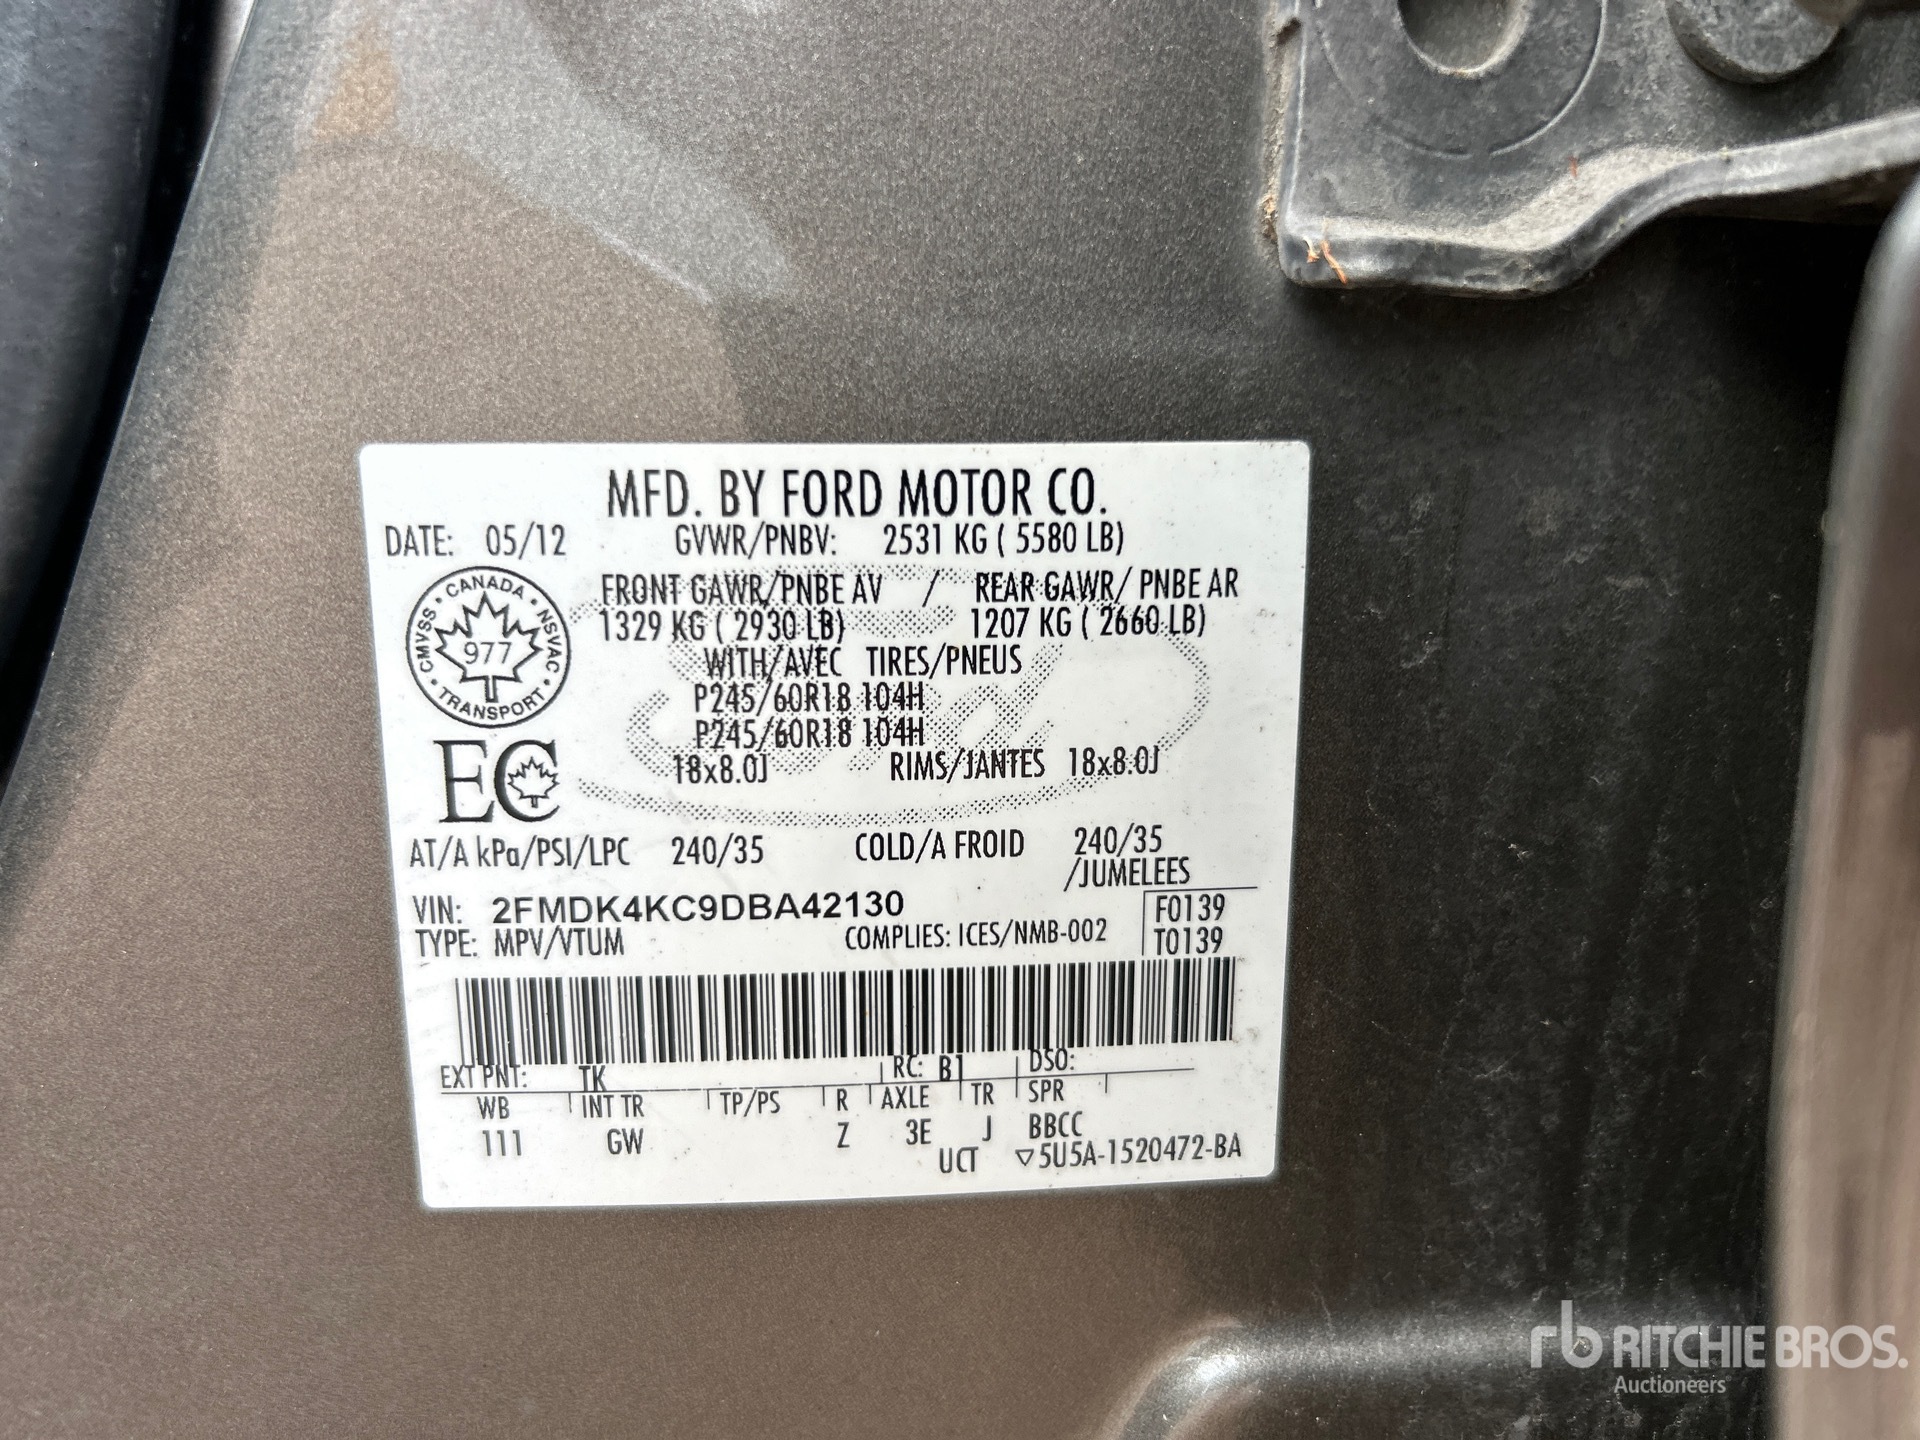 MFD. BY FORD MOTOR CO.
DATE: 05/12 GVWR/PNBV: 2531 KG ( 5580 LB)
FRONT GAWR/PNBE AV / REAR GAWR/ PNBE AR
1329 KG ( 2930 LB) 1207 KG ( 2660 LB)
WITH/AVEC TIRES/PNEUS
P245/60R18 104H
P245/60R18 104H
18x8.0J RIMS/JANTES 18x8.0J
CMVSS • CANADA • NSVAC • TRANSPORT •
977
EC
Ford
AT/A kPa/PSI/LPC 240/35 COLD/A FROID 240/35
/JUMELEES
VIN: 2FMDK4KC9DBA42130 F0139
TYPE: MPV/VTUM COMPLIES: ICES/NMB-002 T0139
EXT PNT: TK RC: B1 DSO:
WB INT TR TP/PS R AXLE TR SPR
111 GW Z 3E J BBCC
UCT ▽5U5A-1520472-BA
rb RITCHIE BROS.
Auctioneers